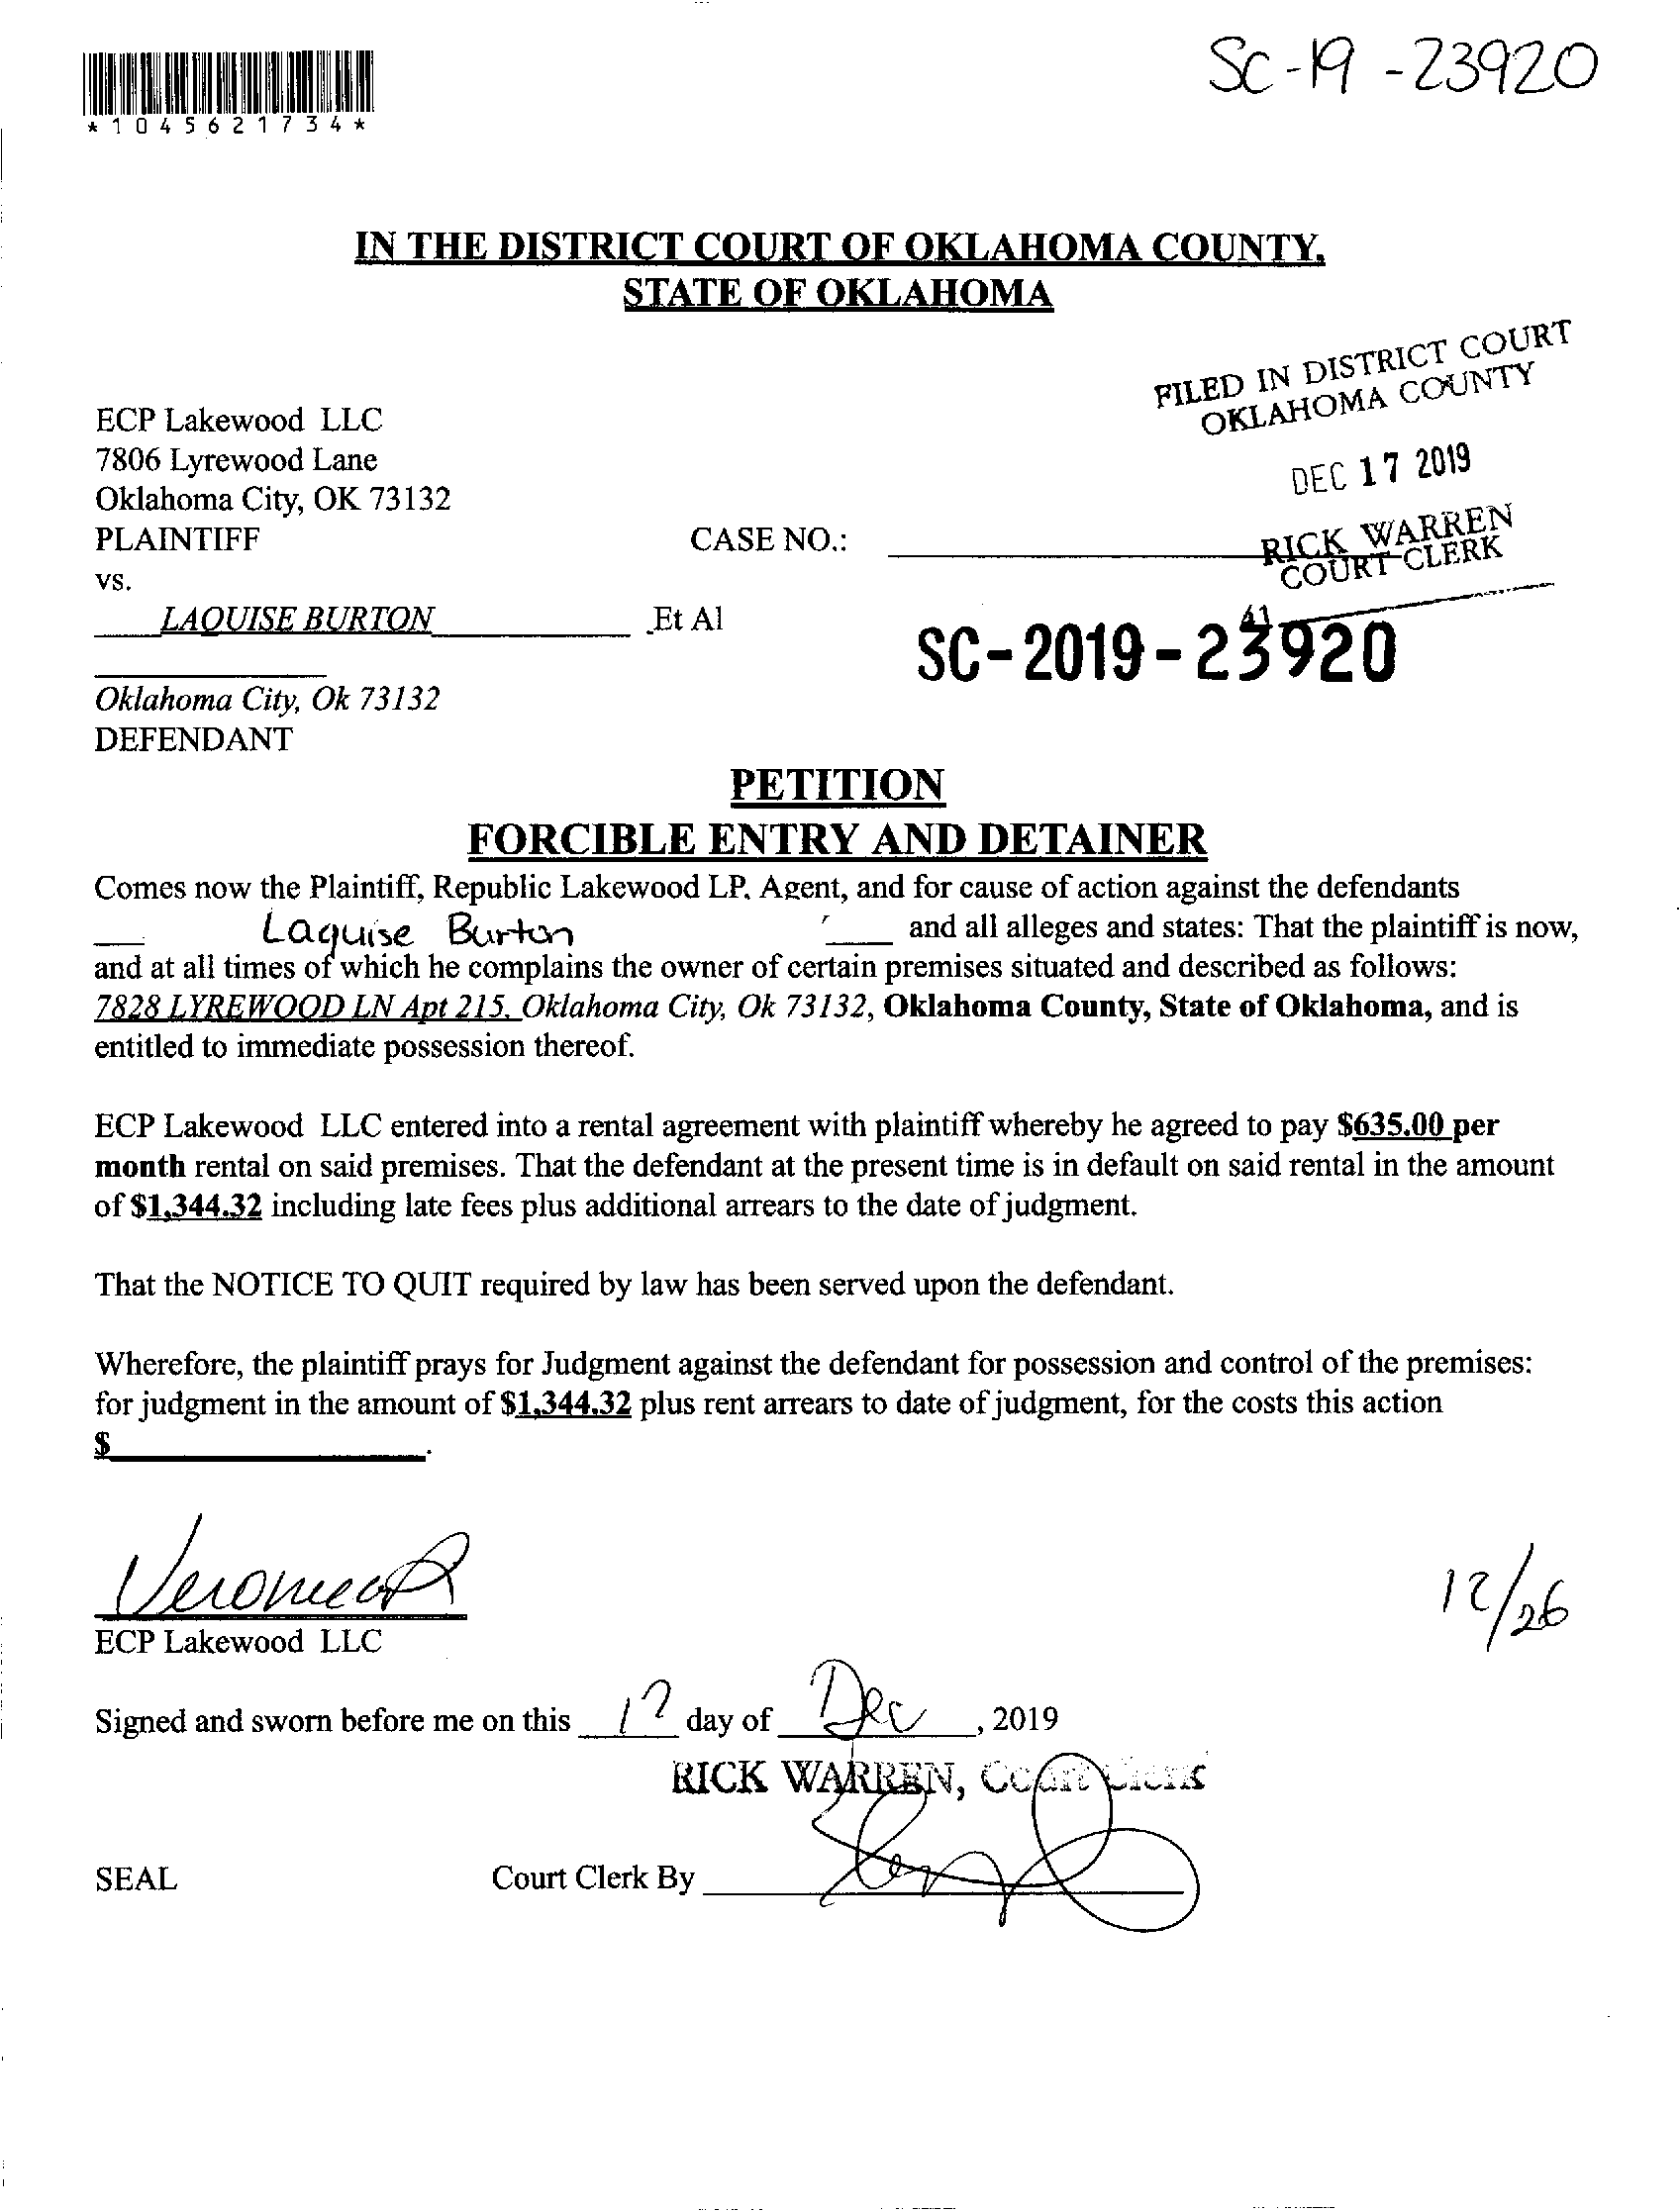 SC-19-23920
*1045621734*
IN THE DISTRICT COURT OF OKLAHOMA COUNTY,
STATE OF OKLAHOMA
FILED IN DISTRICT COURT
OKLAHOMA COUNTY
DEC 17 2019
RICK WARREN
COURT CLERK
41
ECP Lakewood LLC
7806 Lyrewood Lane
Oklahoma City, OK 73132
PLAINTIFF CASE NO.:
vs.
LAQUISE BURTON Et Al
SC-2019-23920
Oklahoma City, Ok 73132
DEFENDANT
PETITION
FORCIBLE ENTRY AND DETAINER
Comes now the Plaintiff, Republic Lakewood LP. Agent, and for cause of action against the defendants
Laquise Burton and all alleges and states: That the plaintiff is now,
and at all times of which he complains the owner of certain premises situated and described as follows:
7828 LYREWOOD LN Apt 215, Oklahoma City, Ok 73132, Oklahoma County, State of Oklahoma, and is
entitled to immediate possession thereof.
ECP Lakewood LLC entered into a rental agreement with plaintiff whereby he agreed to pay $635.00 per
month rental on said premises. That the defendant at the present time is in default on said rental in the amount
of $1,344.32 including late fees plus additional arrears to the date of judgment.
That the NOTICE TO QUIT required by law has been served upon the defendant.
Wherefore, the plaintiff prays for Judgment against the defendant for possession and control of the premises:
for judgment in the amount of $1,344.32 plus rent arrears to date of judgment, for the costs this action
$ .
12/26
ECP Lakewood LLC
Signed and sworn before me on this 17 day of Dec, 2019
RICK WARREN, Court Clerk
SEAL Court Clerk By